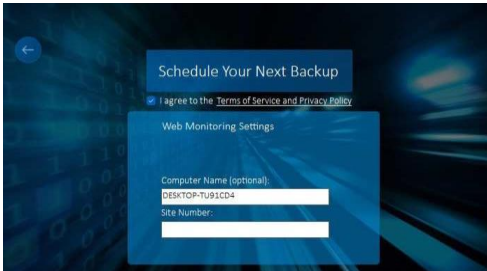 Schedule Your Next Backup
I agree to the Terms of Service and Privacy Policy
Web Monitoring Settings
Computer Name (optional):
DESKTOP-TU91CD4
Site Number: